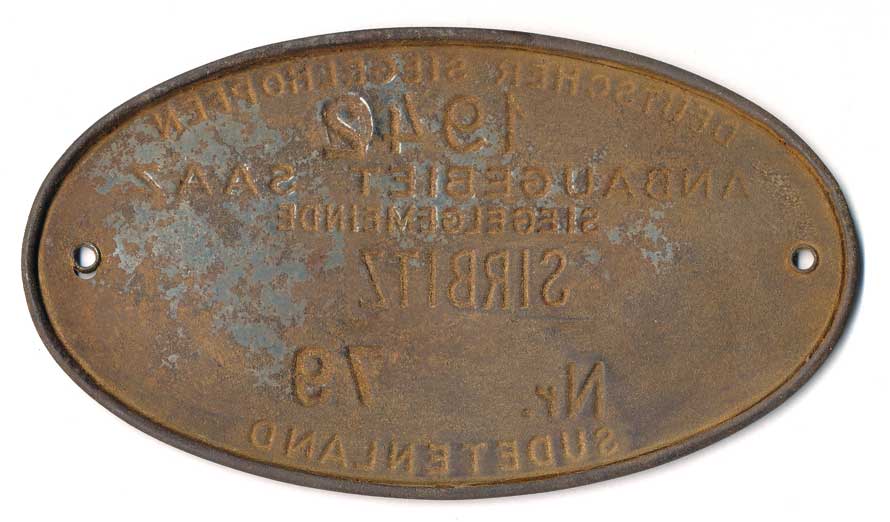 DEUTSCHER SIEGELHOPFEN
1942
ANBAUGEBIET SAAZ
SIEGELGEMEINDE
SIRBITZ
Nr. 79
SUDETENLAND